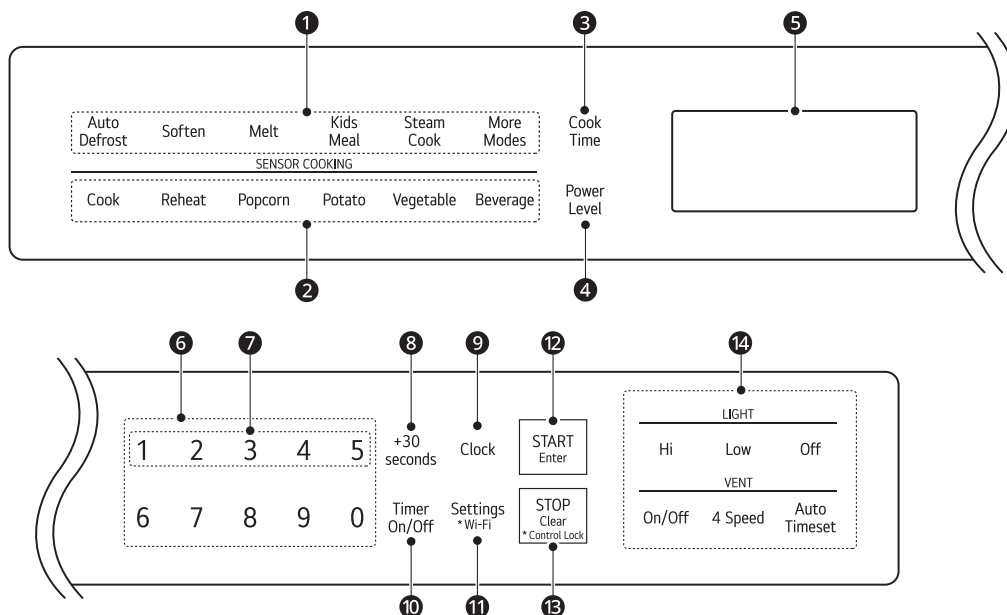 1 3 5
Auto Defrost Soften Melt Kids Meal Steam Cook More Modes
Cook Time
SENSOR COOKING
Cook Reheat Popcorn Potato Vegetable Beverage
Power Level
2 4
6 7 8 9 12 14
1 2 3 4 5
+30 seconds
Clock
START
Enter
LIGHT
Hi Low Off
6 7 8 9 0
Timer On/Off
Settings
* Wi-Fi
STOP
Clear
* Control Lock
VENT
On/Off 4 Speed Auto Timeset
10 11 13